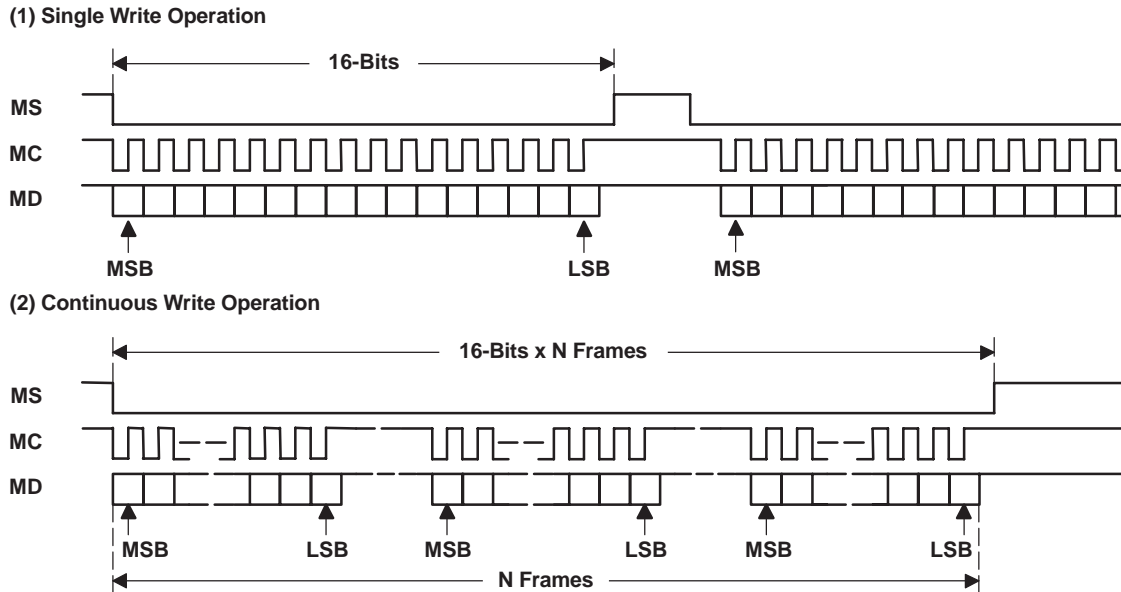 (1) Single Write Operation
16-Bits
MS
MC
MD
MSB LSB MSB
(2) Continuous Write Operation
16-Bits x N Frames
MS
MC
MD
MSB LSB MSB LSB MSB LSB
N Frames